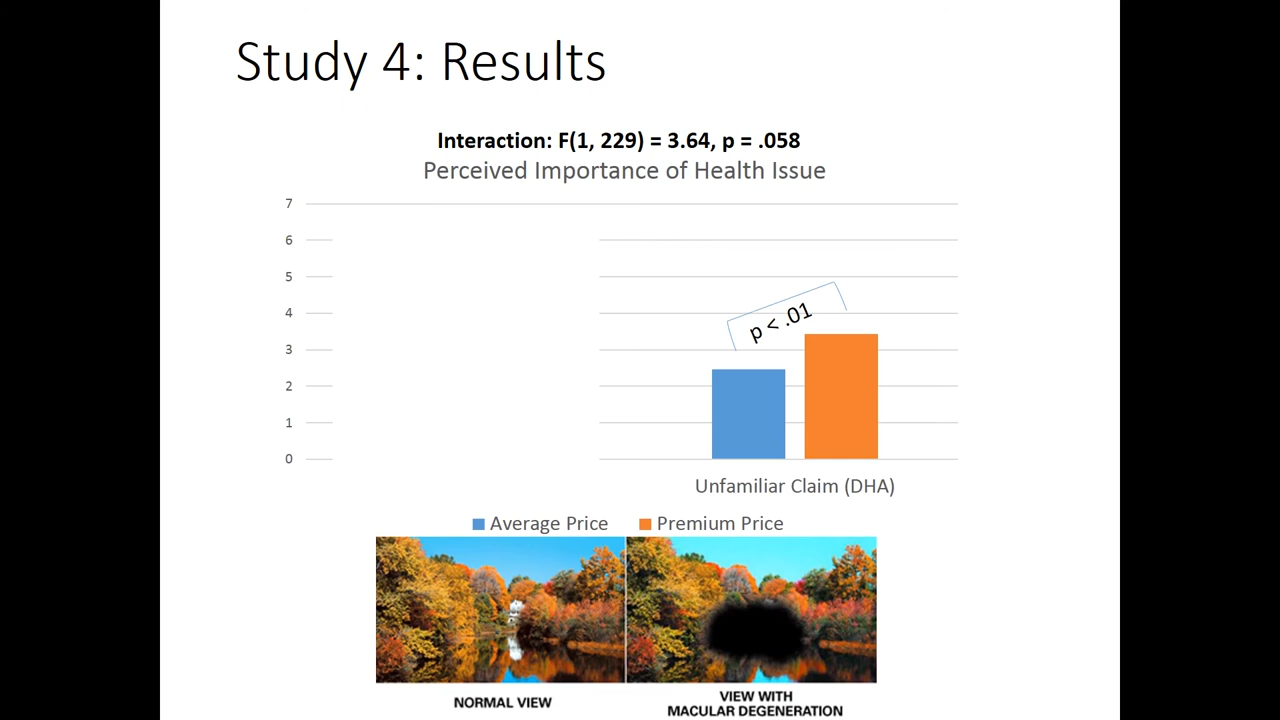 Study 4: Results
Interaction: F(1, 229) = 3.64, p = .058
Perceived Importance of Health Issue
7
6
5
4
3
2
1
0
p < .01
Unfamiliar Claim (DHA)
Average Price
Premium Price
NORMAL VIEW
VIEW WITH
MACULAR DEGENERATION